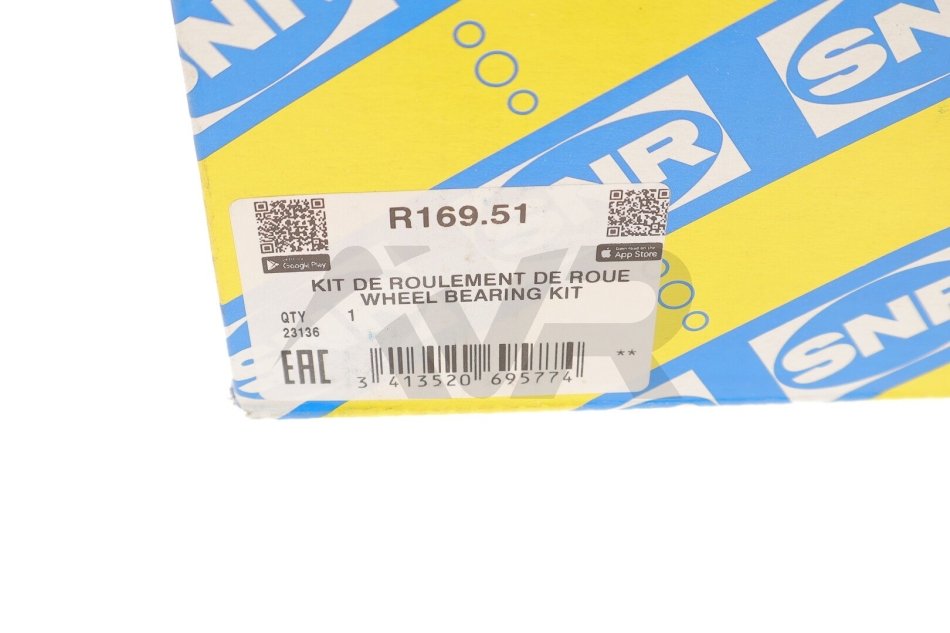 SNR
SNR
SNR
SNR
R169.51
Google Play
App Store
KIT DE ROULEMENT DE ROUE
WHEEL BEARING KIT
QTY 1
23136
EAC
**
3 413520 695774